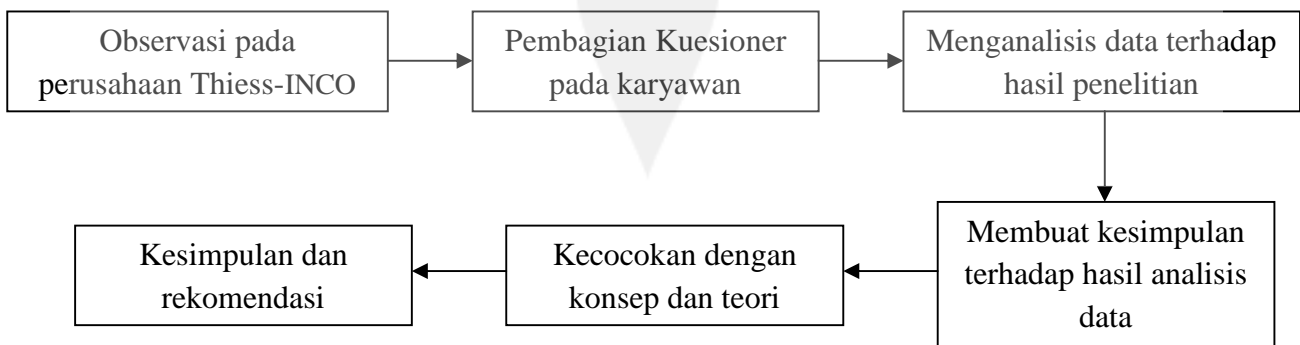 Observasi pada
perusahaan Thiess-INCO
Pembagian Kuesioner
pada karyawan
Menganalisis data terhadap
hasil penelitian
Membuat kesimpulan
terhadap hasil analisis
data
Kecocokan dengan
konsep dan teori
Kesimpulan dan
rekomendasi